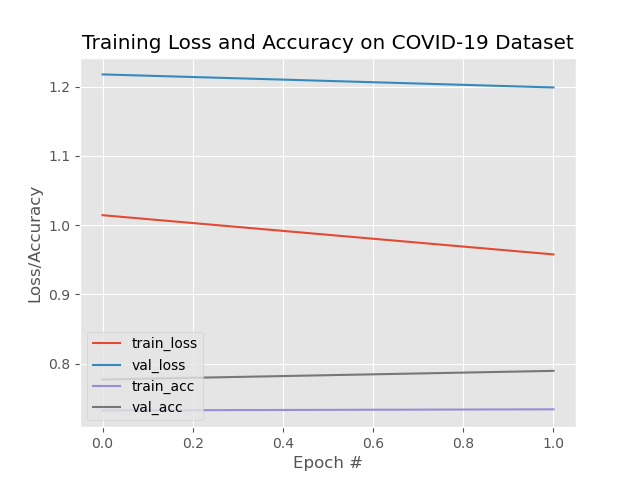 Training Loss and Accuracy on COVID-19 Dataset
Loss/Accuracy
1.2
1.1
1.0
0.9
0.8
train_loss
val_loss
train_acc
val_acc
0.0 0.2 0.4 0.6 0.8 1.0
Epoch #